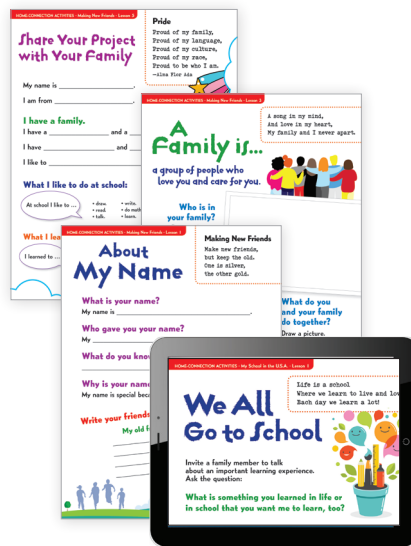 HOME-CONNECTION ACTIVITIES • Making New Friends • Lesson 3
Share Your Project
with Your Family
Pride
Proud of my family,
Proud of my language,
Proud of my culture,
Proud of my race,
Proud to be who I am.
—Alma Flor Ada
My name is
I am from
I have a family.
I have a and a
I have and
I like to
What I like to do at school:
At school I like to ...
• draw.
• read.
• talk.
• write.
• do math
• learn.
What I lea
I learned to ...
HOME-CONNECTION ACTIVITIES • Making New Friends • Lesson 2
A
Family is...
a group of people who
love you and care for you.
A song in my mind,
And love in my heart,
My family and I never apart.
Who is in
your family?
What do you
and your family
do together?
Draw a picture.
HOME-CONNECTION ACTIVITIES • Making New Friends • Lesson 1
About
My Name
Making New Friends
Make new friends,
but keep the old.
One is silver,
the other gold.
What is your name?
My name is
Who gave you your name?
My
What do you know
Why is your name
My name is special beca
Write your friends
My old f
HOME-CONNECTION ACTIVITIES • My School in the U.S.A. • Lesson 1
We All
Go to School
Life is a school
Where we learn to live and lov
Each day we learn a lot!
Invite a family member to talk
about an important learning experience.
Ask the question:
What is something you learned in life or
in school that you want me to learn, too?